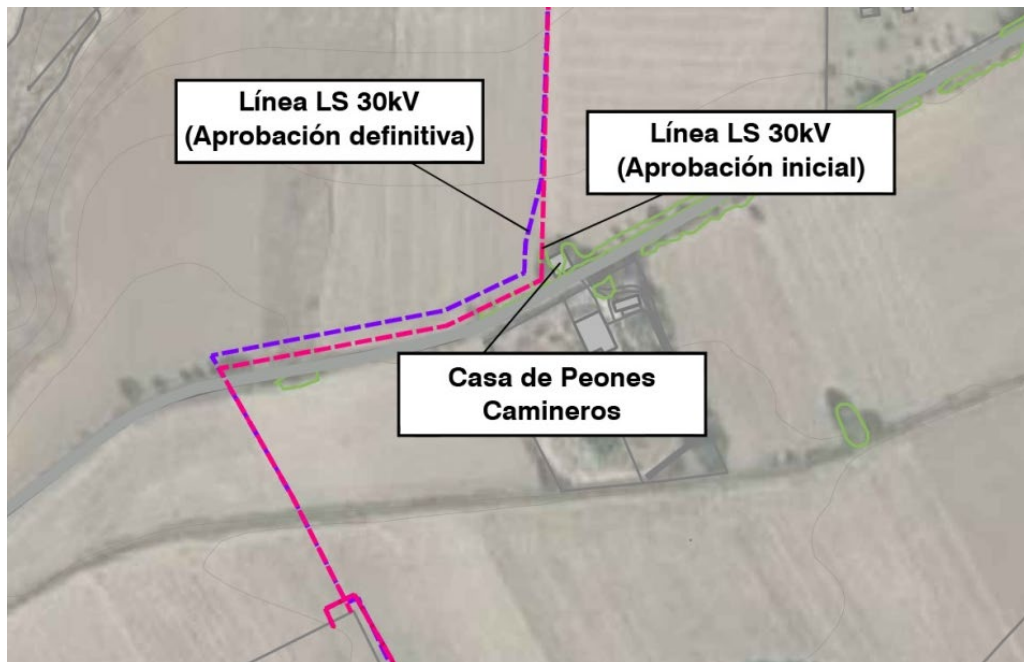 Línea LS 30kV
(Aprobación definitiva)
Línea LS 30kV
(Aprobación inicial)
Casa de Peones
Camineros